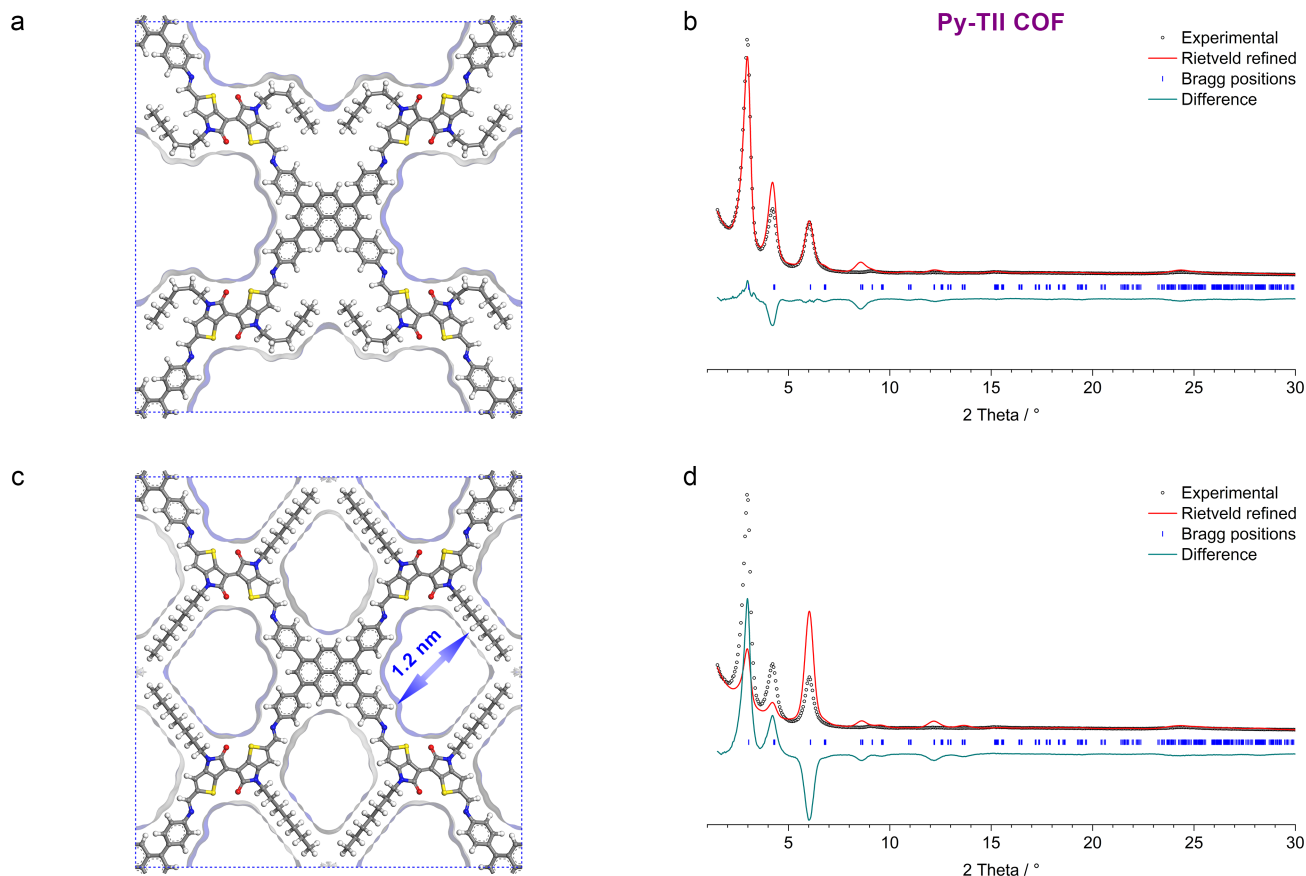 a
b
Py-TII COF
Experimental
Rietveld refined
Bragg positions
Difference
5
10
15
20
25
30
2 Theta / °
c
1.2 nm
d
Experimental
Rietveld refined
Bragg positions
Difference
5
10
15
20
25
30
2 Theta / °